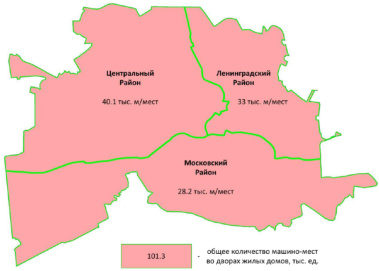 Центральный
Район
40.1 тыс. м/мест
Ленинградский
Район
33 тыс. м/мест
Московский
Район
28.2 тыс. м/мест
101.3 - общее количество машино-мест
во дворах жилых домов, тыс. ед.